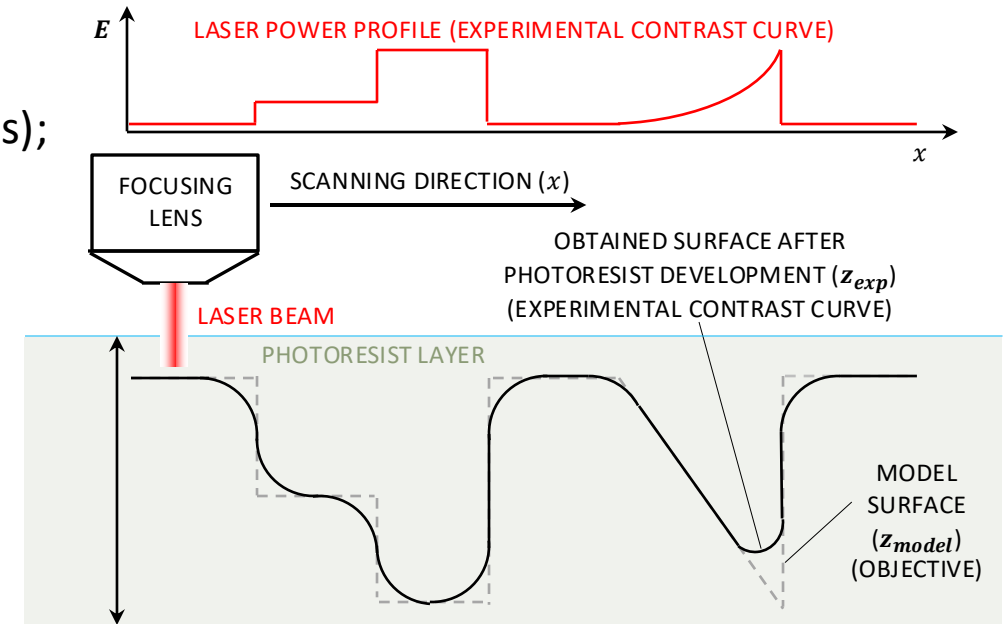 E
LASER POWER PROFILE (EXPERIMENTAL CONTRAST CURVE)
s);
x
FOCUSING
LENS
SCANNING DIRECTION (x)
OBTAINED SURFACE AFTER
PHOTORESIST DEVELOPMENT (z_exp)
(EXPERIMENTAL CONTRAST CURVE)
LASER BEAM
PHOTORESIST LAYER
MODEL
SURFACE
(z_model)
(OBJECTIVE)